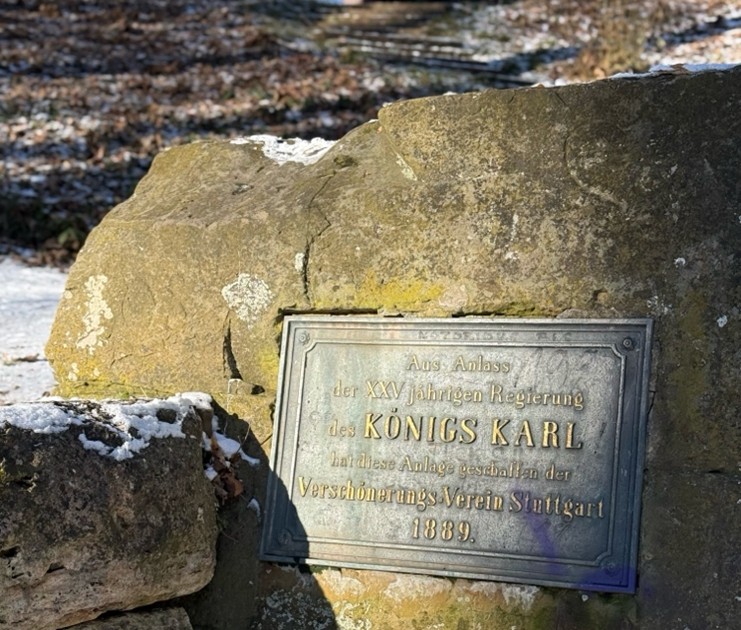 Aus Anlass
der XXV jährigen Regierung
des KÖNIGS KARL
hat diese Anlage geschaffen der
Verschönerungs-Verein Stuttgart
1889.